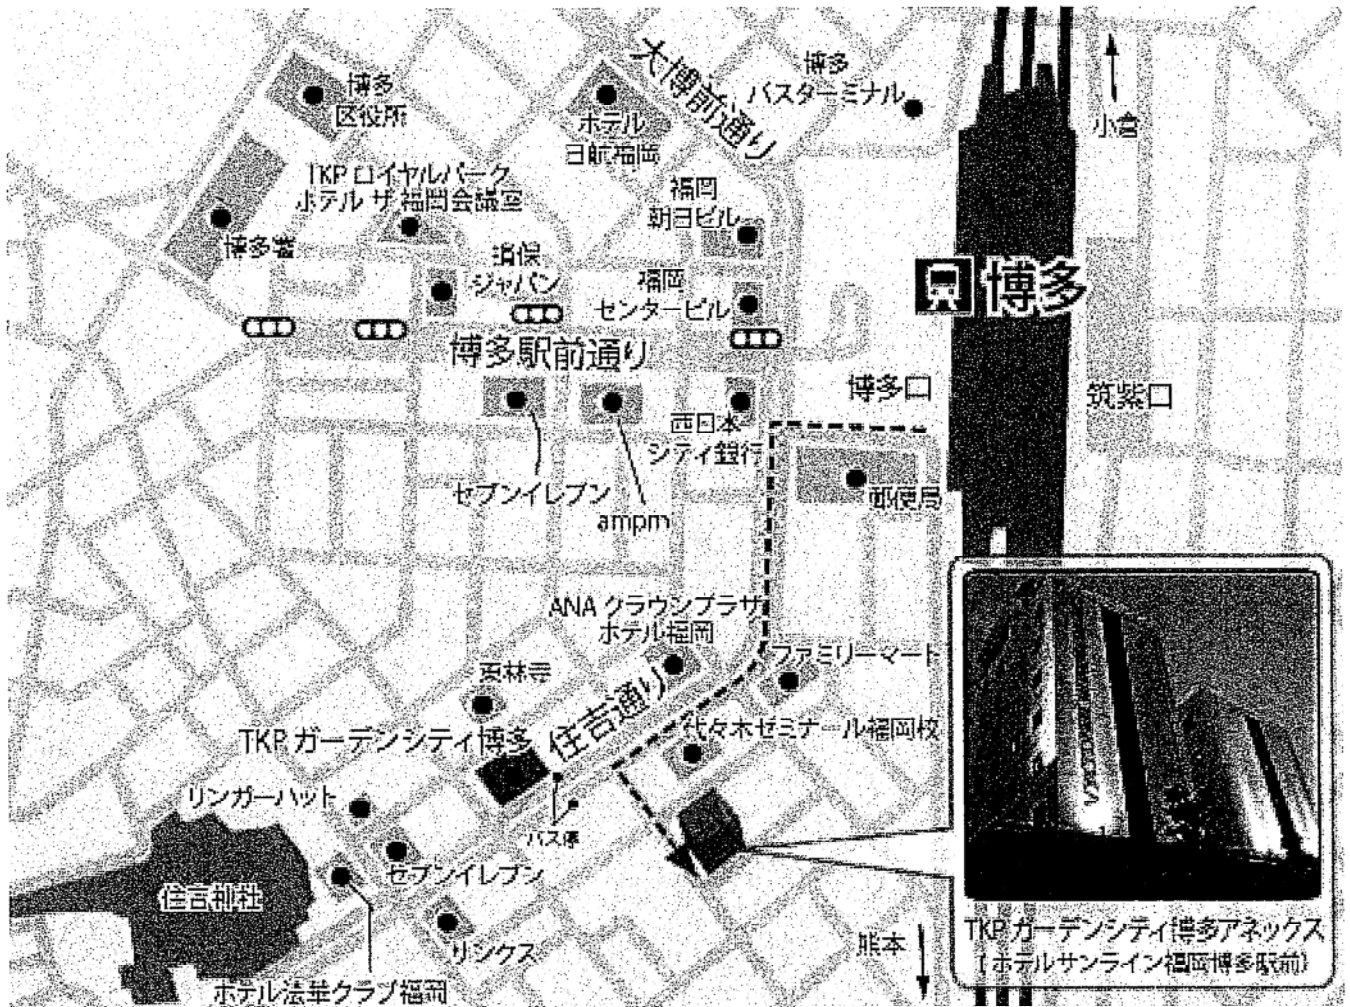 博多
区役所
ホテル
日航福岡
大博前通り
博多
バスターミナル
小倉
TKP ロイヤルパーク
ホテル ザ 福岡会議室
博多署
損保
ジャパン
福岡
朝日ビル
福岡
センタービル
博多
博多駅前通り
博多口
筑紫口
西日本
シティ銀行
セブンイレブン
ampm
郵便局
ANA クラウンプラザ
ホテル福岡
ファミリーマート
東林寺
住吉通り
代々木ゼミナール福岡校
TKP ガーデンシティ博多
リンガーハット
バス停
セブンイレブン
住吉神社
リンクス
ホテル法華クラブ福岡
熊本
TKP ガーデンシティ博多アネックス
(ホテルサンライン福岡博多駅前)